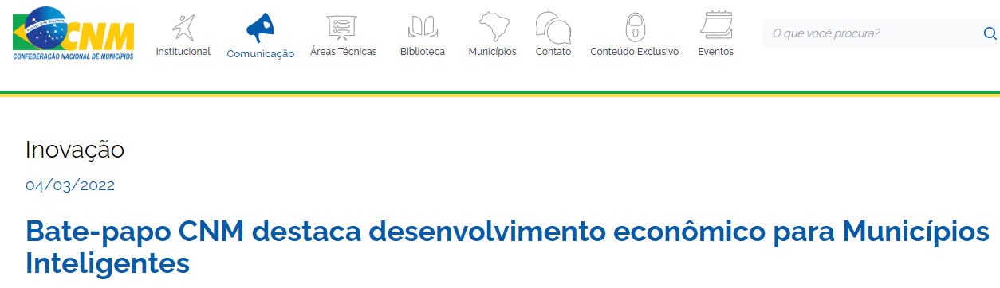 CNM
CONFEDERAÇÃO NACIONAL DE MUNICÍPIOS
Institucional
Comunicação
Áreas Técnicas
Biblioteca
Municípios
Contato
Conteúdo Exclusivo
Eventos
O que você procura?
Inovação
04/03/2022
Bate-papo CNM destaca desenvolvimento econômico para Municípios
Inteligentes